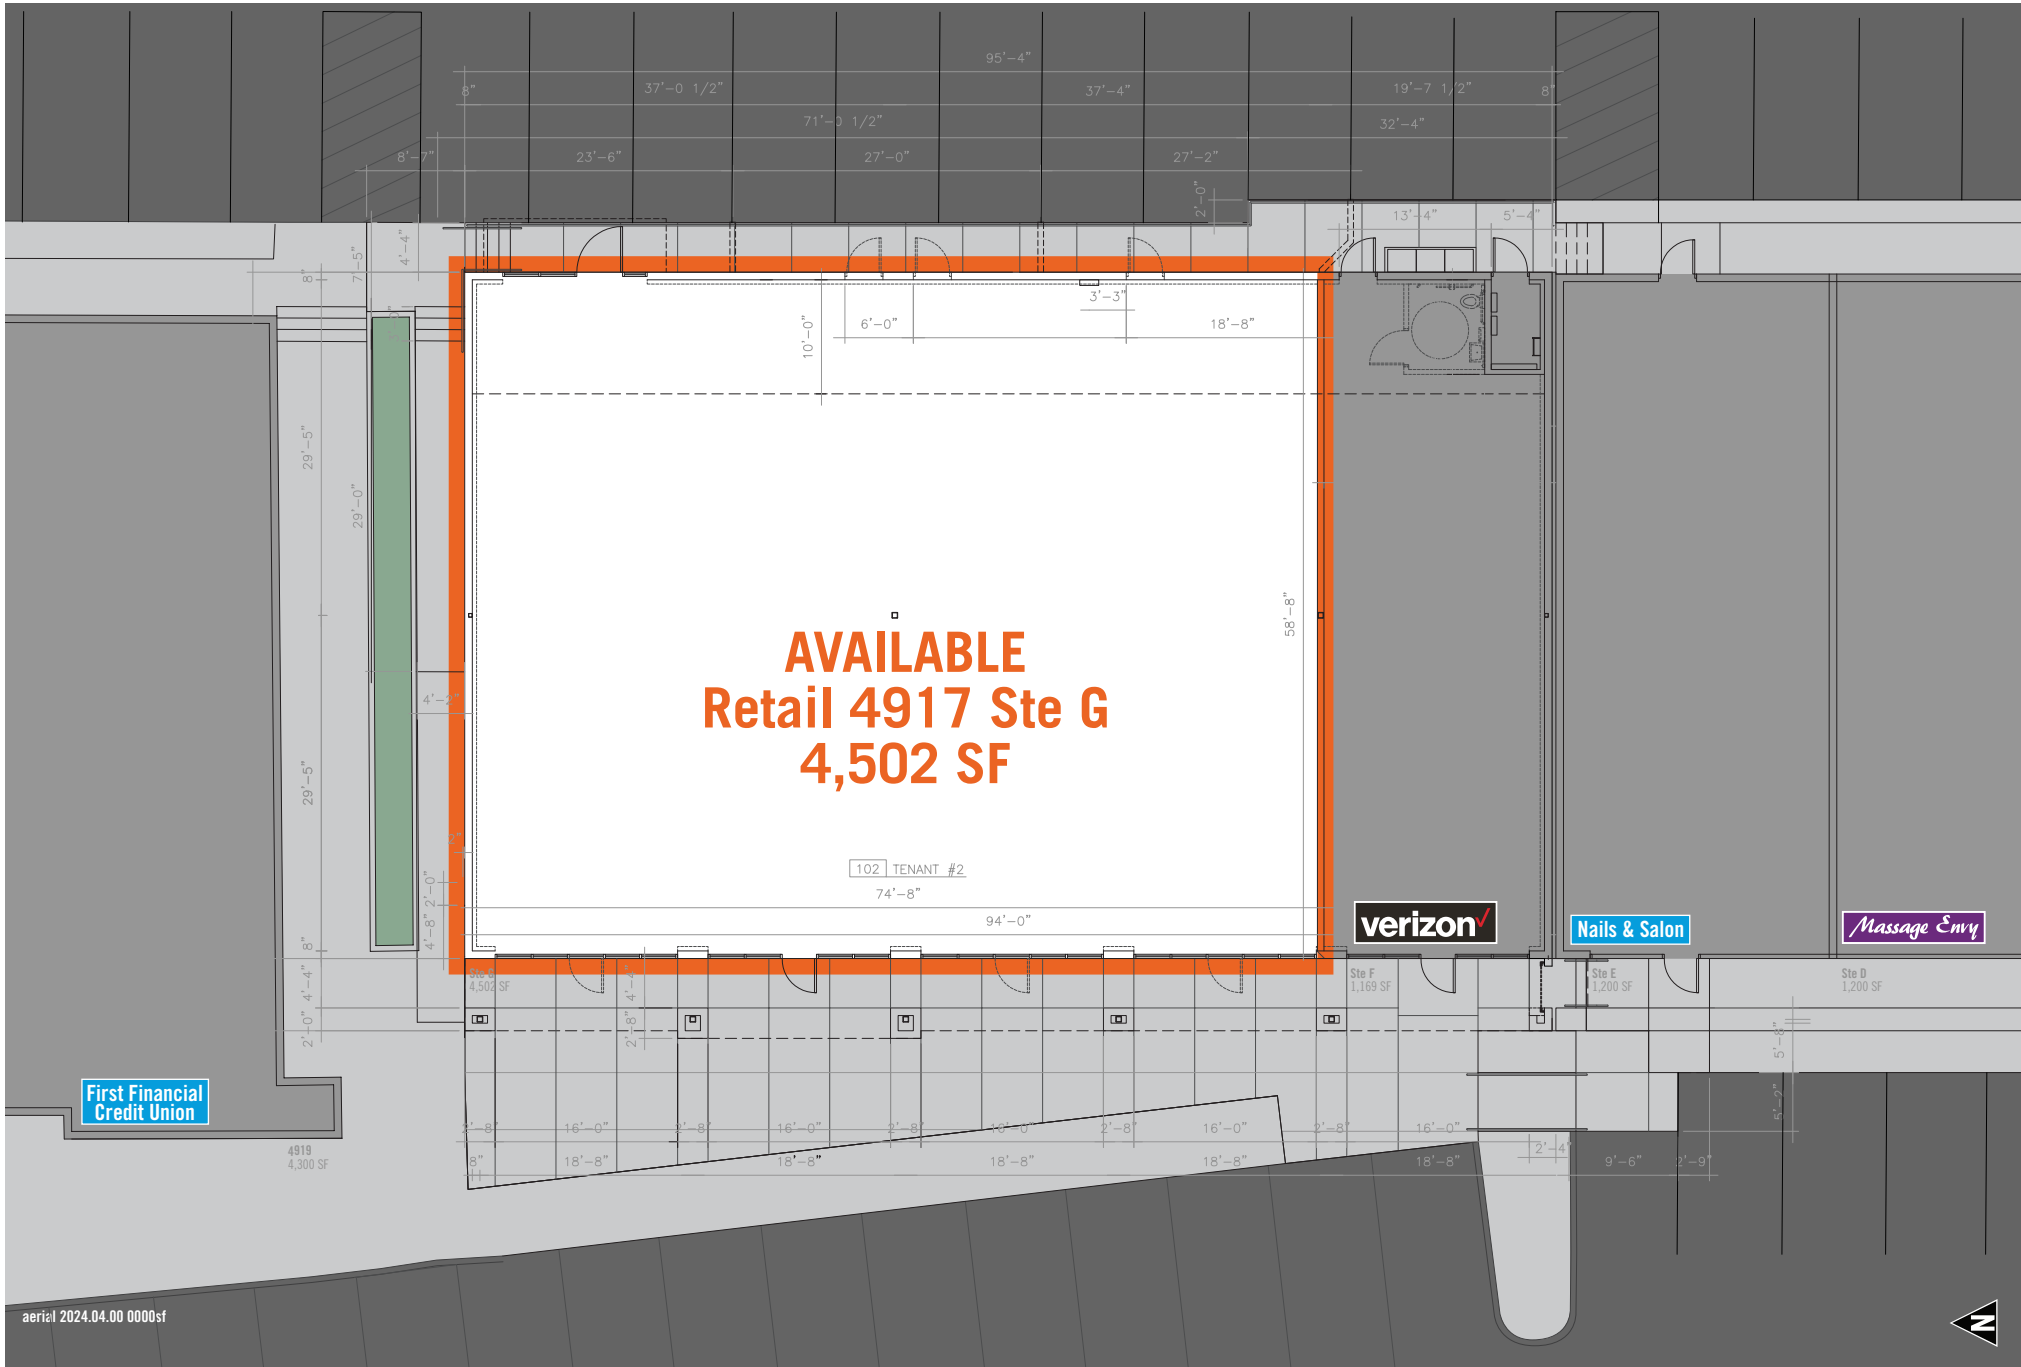 95'-4"
8"
37'-0 1/2"
37'-4"
19'-7 1/2"
8"
71'-0 1/2"
32'-4"
8'-7"
23'-6"
27'-0"
27'-2"
2'-0"
13'-4"
5'-4"
4'-4"
7'-5"
8"
3'-3"
6'-0"
18'-8"
10'-0"
29'-5"
29'-0"
58'-8"
AVAILABLE
Retail 4917 Ste G
4,502 SF
4'-2"
29'-5"
102 TENANT #2
74'-8"
94'-0"
2'-0"
4'-8"
8"
4'-4"
2'-0"
verizon
Nails & Salon
Massage Envy
Ste G
4,502 SF
4'-4"
2'-8"
Ste F
1,169 SF
Ste E
1,200 SF
Ste D
1,200 SF
5'-8"
5'-2"
First Financial
Credit Union
4919
4,300 SF
2'-8" 16'-0" 2'-8" 16'-0" 2'-8" 16'-0" 2'-8" 16'-0" 2'-8" 16'-0"
2'-4"
8" 18'-8" 18'-8" 18'-8" 18'-8" 18'-8" 9'-6" 2'-9"
aerial 2024.04.00 0000sf
N